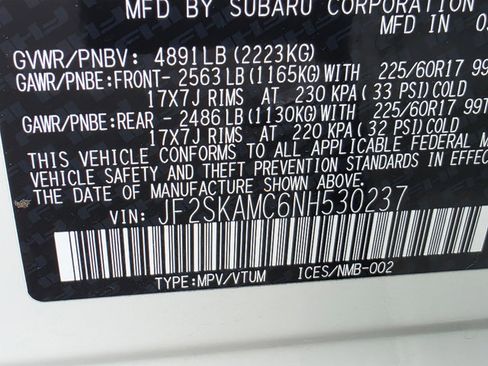 MFD BY SUBARU CORPORATION
MFD IN
GVWR/PNBV: 4891LB (2223KG)
GAWR/PNBE:FRONT- 2563 LB (1165KG) WITH 225/60R17 99
17X7J RIMS AT 230 KPA (33 PSI) COLD
GAWR/PNBE:REAR - 2486 LB (1130KG) WITH 225/60R17 99
17X7J RIMS AT 220 KPA (32 PSI) COLD
THIS VEHICLE CONFORMS TO ALL APPLICABLE FEDERAL
VEHICLE SAFETY AND THEFT PREVENTION STANDARDS IN EFFEC
THE DATE OF MANUFACTURE SHOWN ABOVE.
VIN: JF2SKAMC6NH530237
TYPE:MPV/VTUM ICES/NMB-002